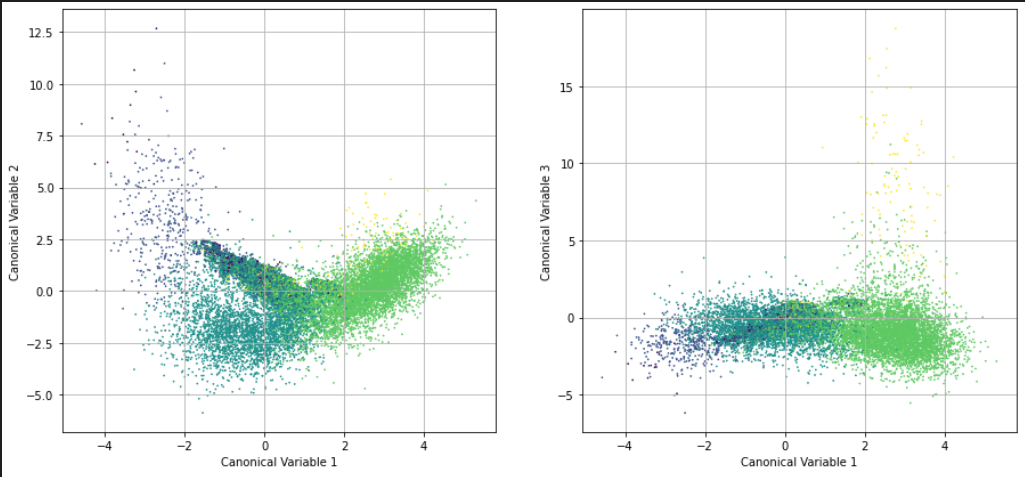 12.5
10.0
7.5
5.0
2.5
0.0
−2.5
−5.0
Canonical Variable 2
−4 −2 0 2 4
Canonical Variable 1
15
10
5
0
−5
Canonical Variable 3
−4 −2 0 2 4
Canonical Variable 1